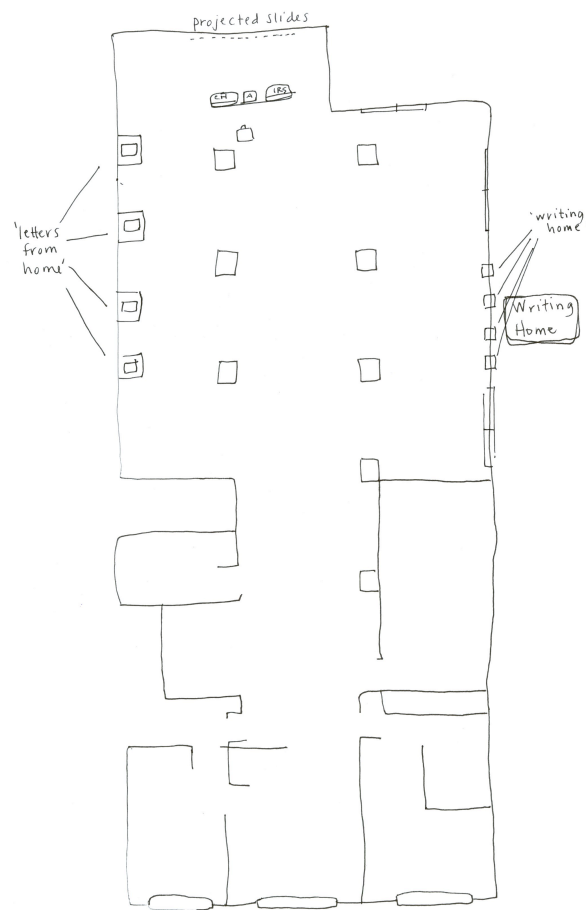 projected slides
CH
A
IRS
'letters
from
home'
'writing
home
Writing
Home